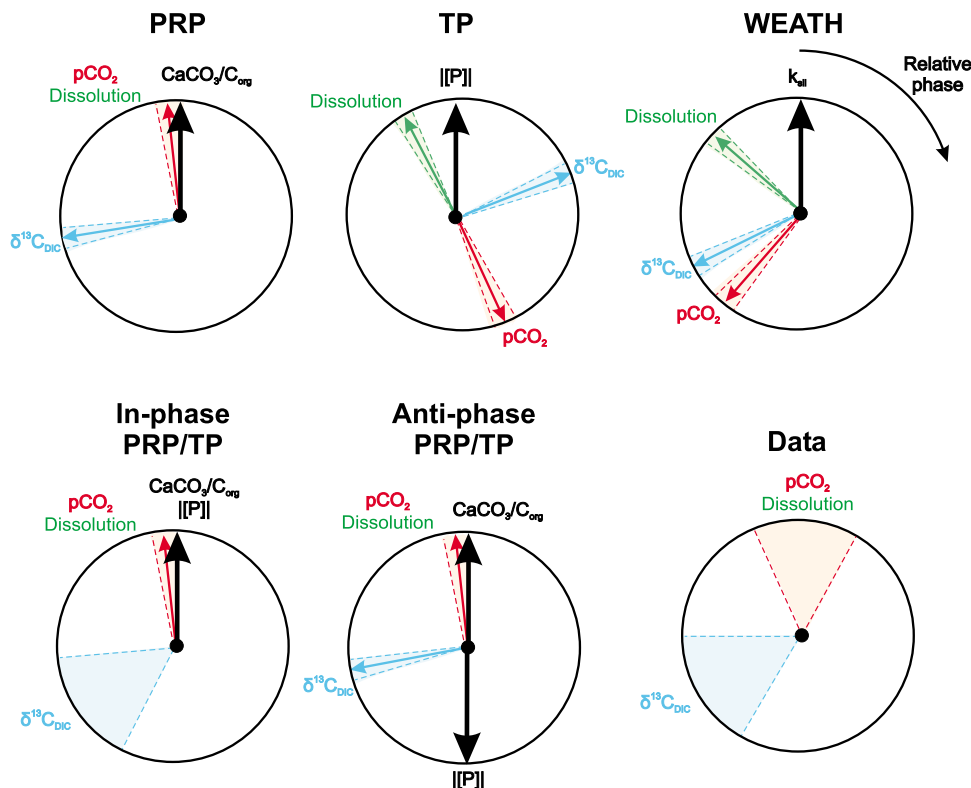 PRP
pCO₂
CaCO₃/Corg
Dissolution
δ¹³CDIC
TP
|[P]|
Dissolution
δ¹³CDIC
pCO₂
WEATH
ksil
Relative
phase
Dissolution
δ¹³CDIC
pCO₂
In-phase
PRP/TP
pCO₂
CaCO₃/Corg
Dissolution
|[P]|
δ¹³CDIC
Anti-phase
PRP/TP
pCO₂
CaCO₃/Corg
Dissolution
δ¹³CDIC
|[P]|
Data
pCO₂
Dissolution
δ¹³CDIC